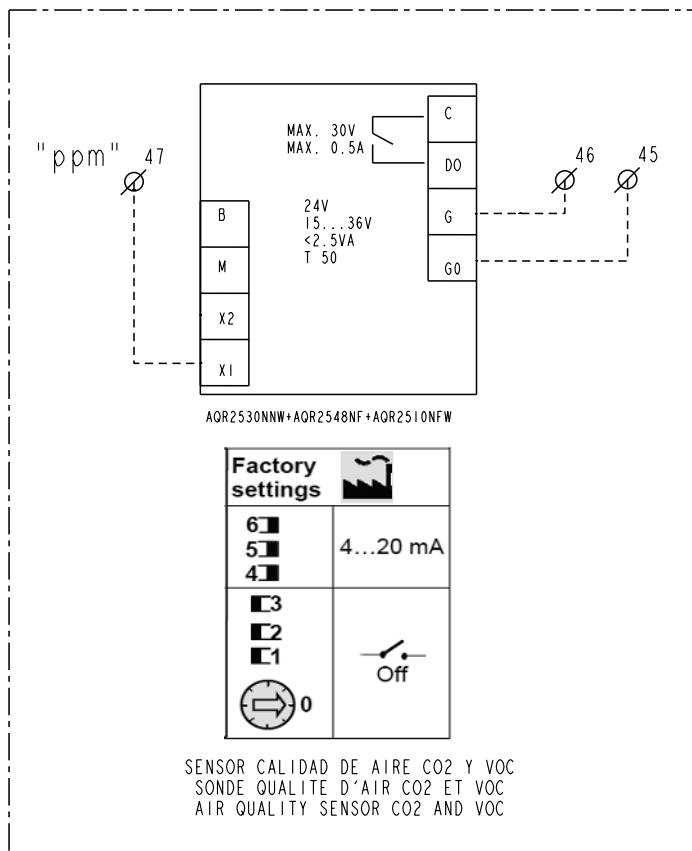 "ppm" 47
46 45
MAX. 30V
MAX. 0.5A
C
DO
G
G0
24V
15...36V
<2.5VA
T 50
B
M
X2
X1
AQR2530NNW+AQR2548NF+AQR2510NFW
Factory
settings
6
5
4
4...20 mA
3
2
1
0
Off
SENSOR CALIDAD DE AIRE CO2 Y VOC
SONDE QUALITE D'AIR CO2 ET VOC
AIR QUALITY SENSOR CO2 AND VOC